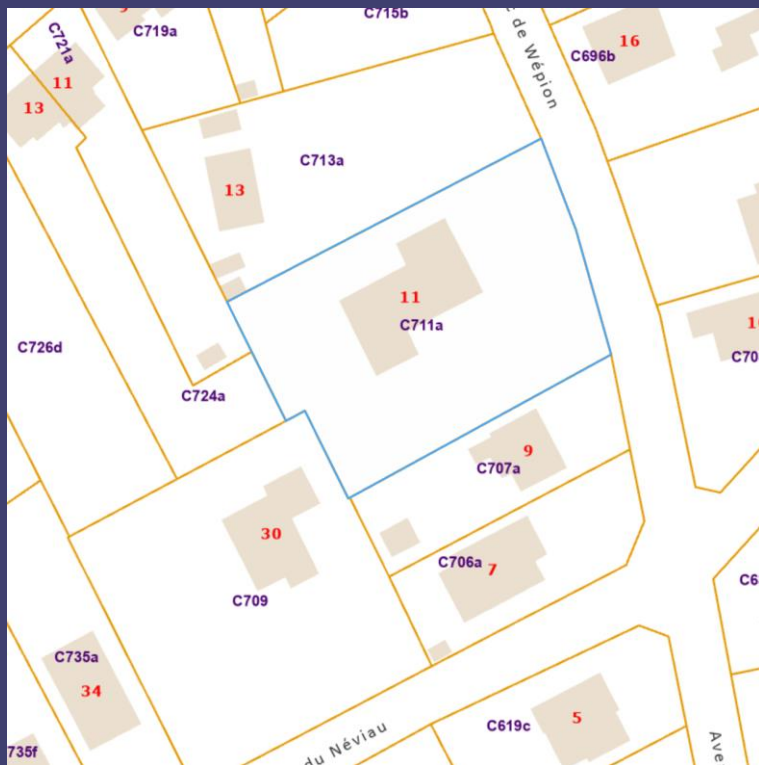 C715b
C719a
C721a
de Wépion
16
C696b
11
13
C713a
13
11
C711a
C726d
C724a
9
C707a
30
C706a
7
C709
C735a
34
5
C619c
du Néviau
735f